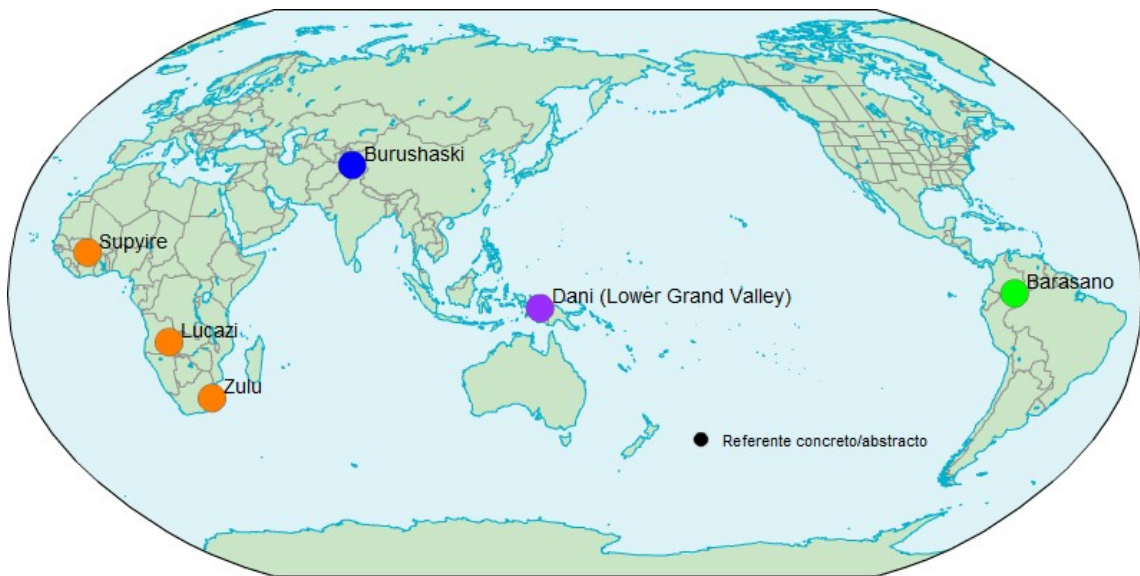 Burushaski
Supyire
Barasano
Dani (Lower Grand Valley)
Lucazi
Zulu
Referente concreto/abstracto